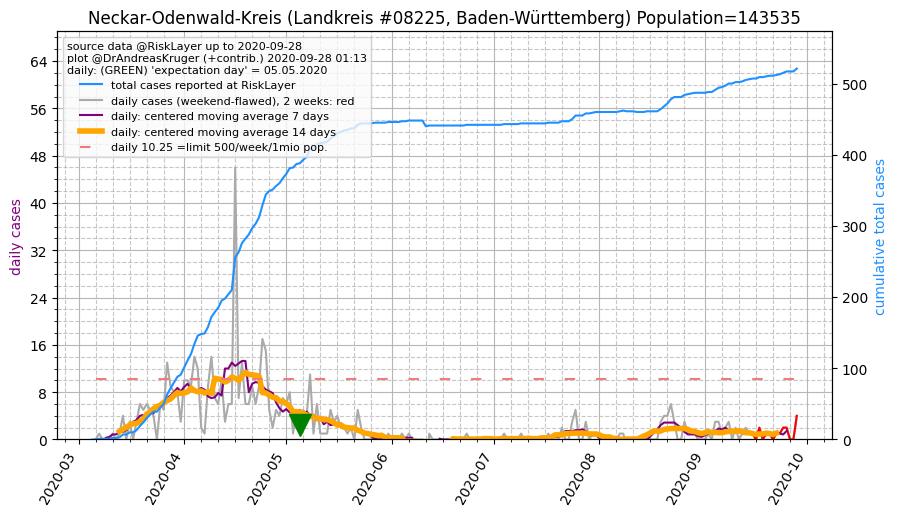 Neckar-Odenwald-Kreis (Landkreis #08225, Baden-Württemberg) Population=143535
source data @RiskLayer up to 2020-09-28
plot @DrAndreasKruger (+contrib.) 2020-09-28 01:13
daily: (GREEN) 'expectation day' = 05.05.2020
total cases reported at RiskLayer
daily cases (weekend-flawed), 2 weeks: red
daily: centered moving average 7 days
daily: centered moving average 14 days
daily 10.25 =limit 500/week/1mio pop.
daily cases
64
56
48
40
32
24
16
8
0
cumulative total cases
500
400
300
200
100
0
2020-03
2020-04
2020-05
2020-06
2020-07
2020-08
2020-09
2020-10